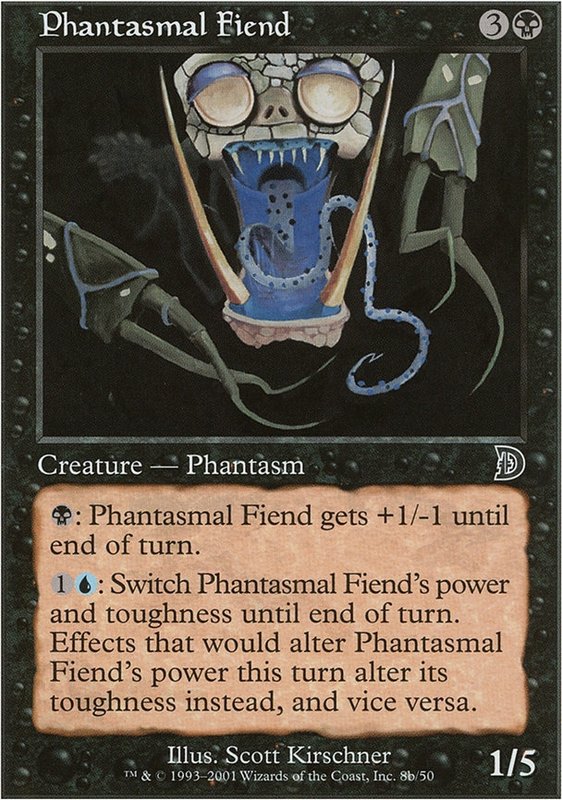 Phantasmal Fiend 3
Creature — Phantasm
: Phantasmal Fiend gets +1/-1 until
end of turn.
1 : Switch Phantasmal Fiend's power
and toughness until end of turn.
Effects that would alter Phantasmal
Fiend's power this turn alter its
toughness instead, and vice versa.
Illus. Scott Kirschner
™ & © 1993–2001 Wizards of the Coast, Inc. 8b/50
1/5